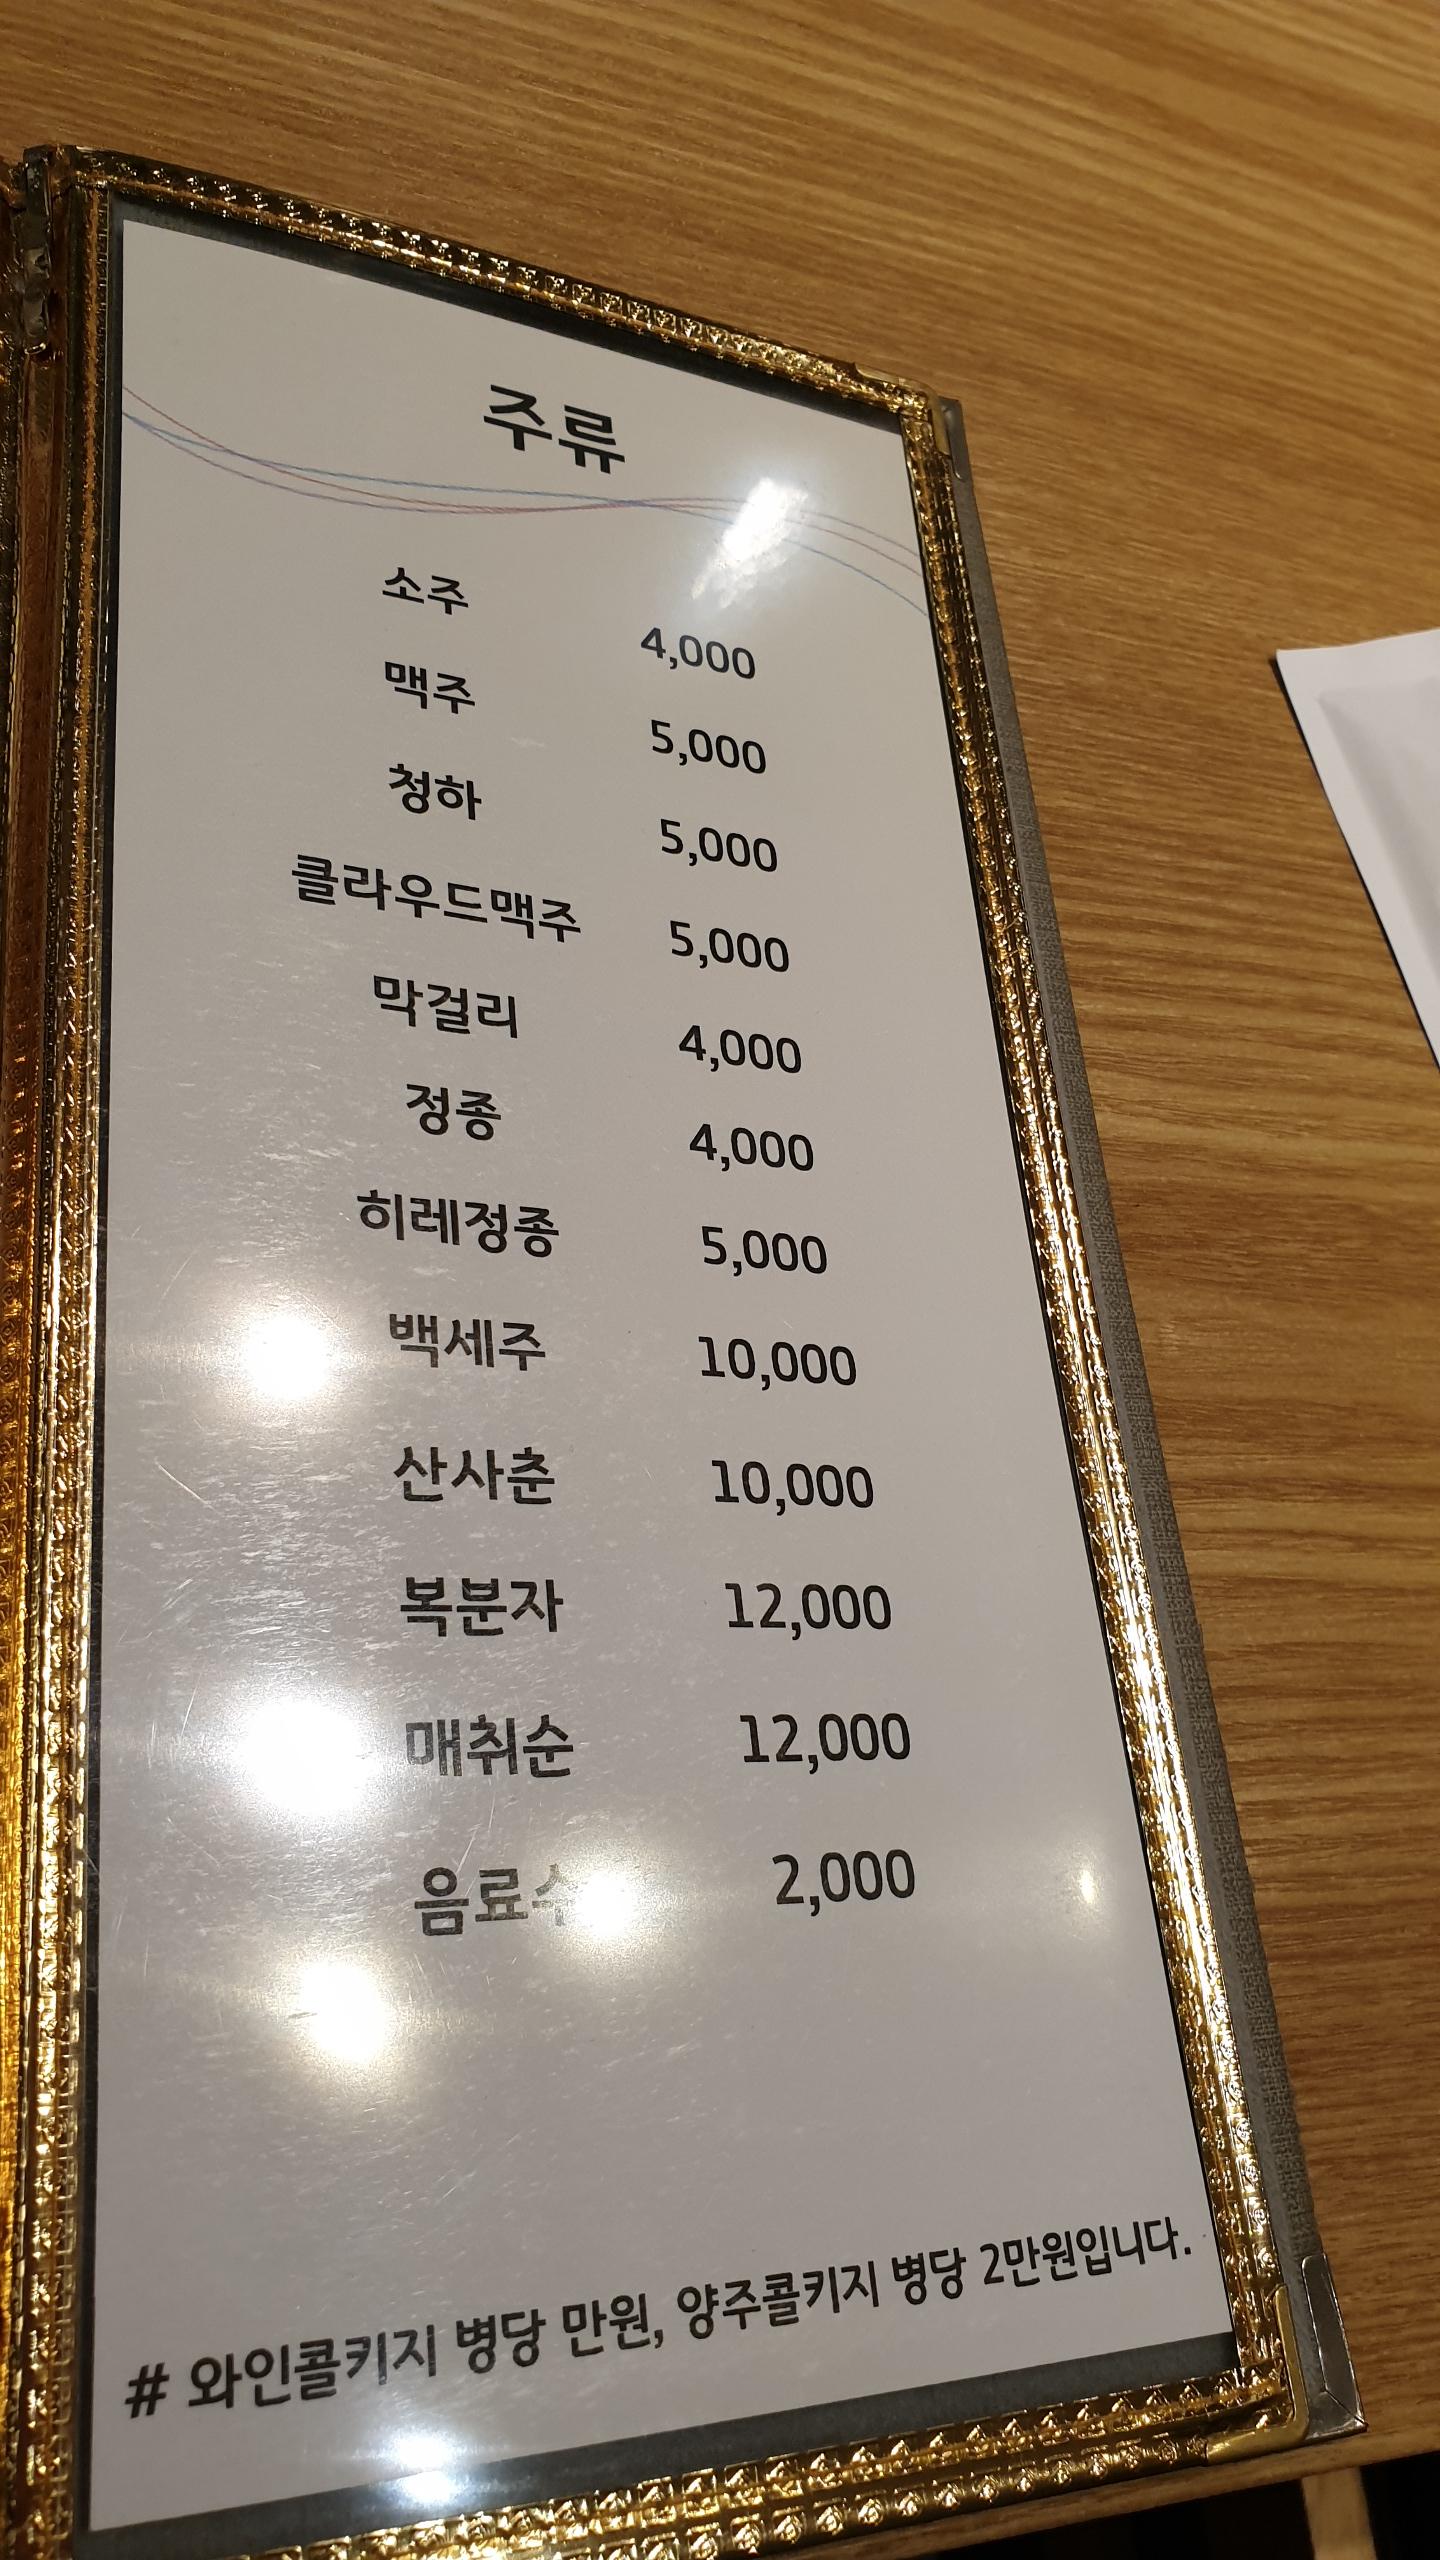 주류
소주 4,000
맥주 5,000
청하 5,000
클라우드맥주 5,000
막걸리 4,000
정종 4,000
히레정종 5,000
백세주 10,000
산사춘 10,000
복분자 12,000
매취순 12,000
음료수 2,000
# 와인콜키지 병당 만원, 양주콜키지 병당 2만원입니다.